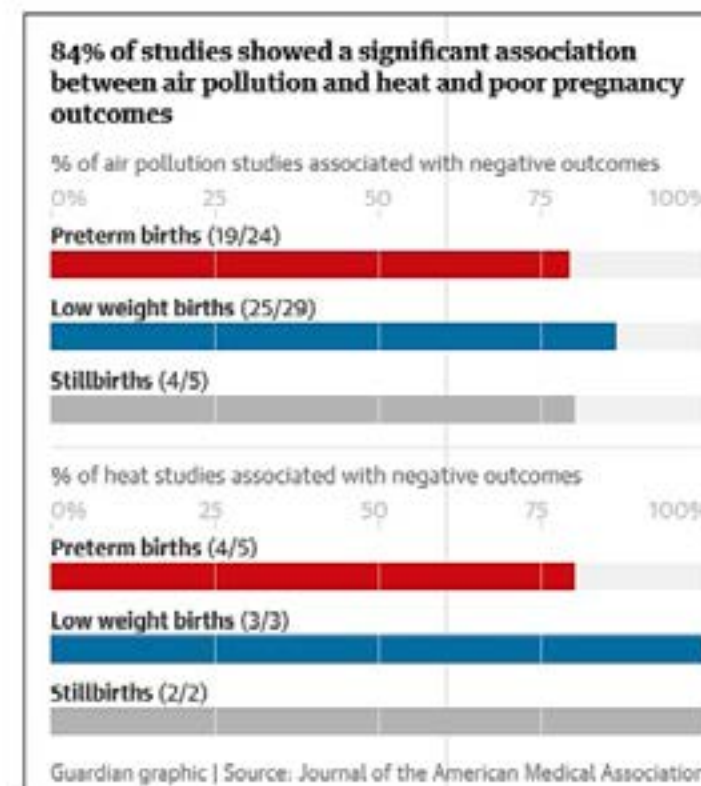 84% of studies showed a significant association
between air pollution and heat and poor pregnancy
outcomes
% of air pollution studies associated with negative outcomes
0% 25 50 75 100%
Preterm births (19/24)
Low weight births (25/29)
Stillbirths (4/5)
% of heat studies associated with negative outcomes
0% 25 50 75 100%
Preterm births (4/5)
Low weight births (3/3)
Stillbirths (2/2)
Guardian graphic | Source: Journal of the American Medical Association